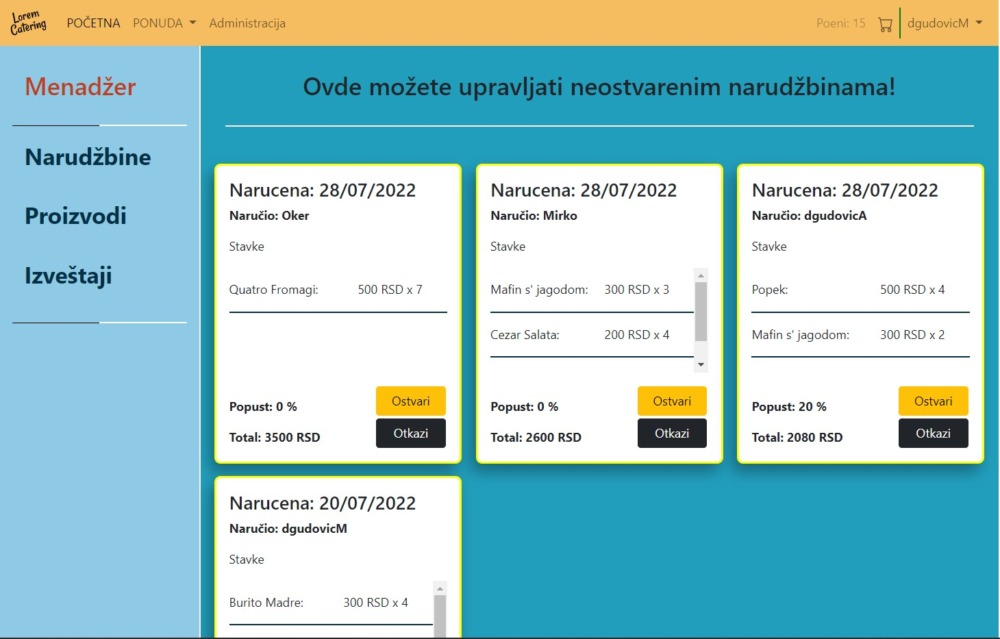 Lorem
Catering
POČETNA PONUDA Administracija Poeni: 15 dgudovicM
Menadžer
Narudžbine
Proizvodi
Izveštaji
Ovde možete upravljati neostvarenim narudžbinama!
Narucena: 28/07/2022
Naručio: Oker
Stavke
Quatro Fromagi: 500 RSD x 7
Popust: 0 %
Ostvari
Total: 3500 RSD
Otkazi
Narucena: 28/07/2022
Naručio: Mirko
Stavke
Mafin s' jagodom: 300 RSD x 3
Cezar Salata: 200 RSD x 4
Popust: 0 %
Ostvari
Total: 2600 RSD
Otkazi
Narucena: 28/07/2022
Naručio: dgudovicA
Stavke
Popek: 500 RSD x 4
Mafin s' jagodom: 300 RSD x 2
Popust: 20 %
Ostvari
Total: 2080 RSD
Otkazi
Narucena: 20/07/2022
Naručio: dgudovicM
Stavke
Burito Madre: 300 RSD x 4